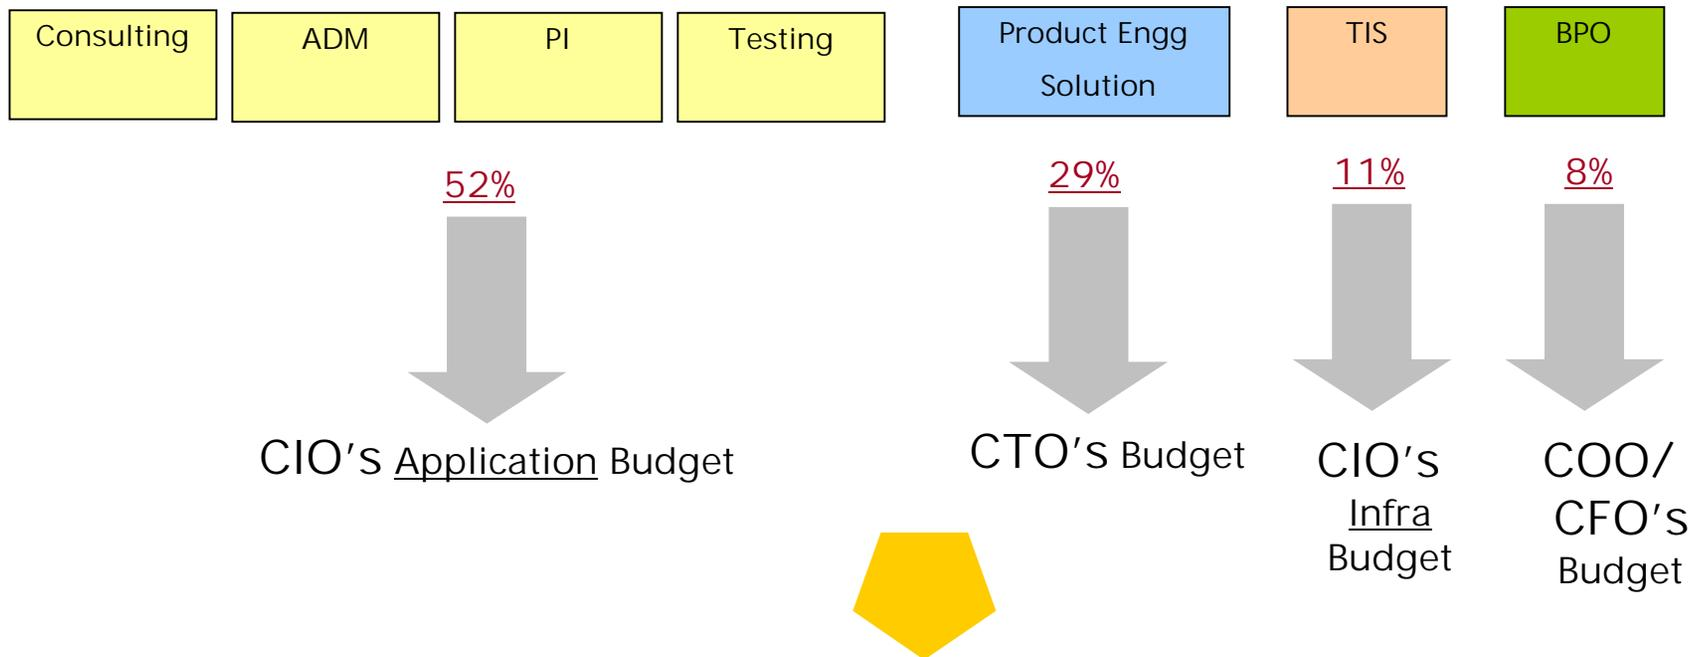 Consulting
ADM
PI
Testing
Product Engg
Solution
TIS
BPO
52%
29%
11%
8%
CIO's Application Budget
CTO's Budget
CIO's
Infra
Budget
COO/
CFO's
Budget